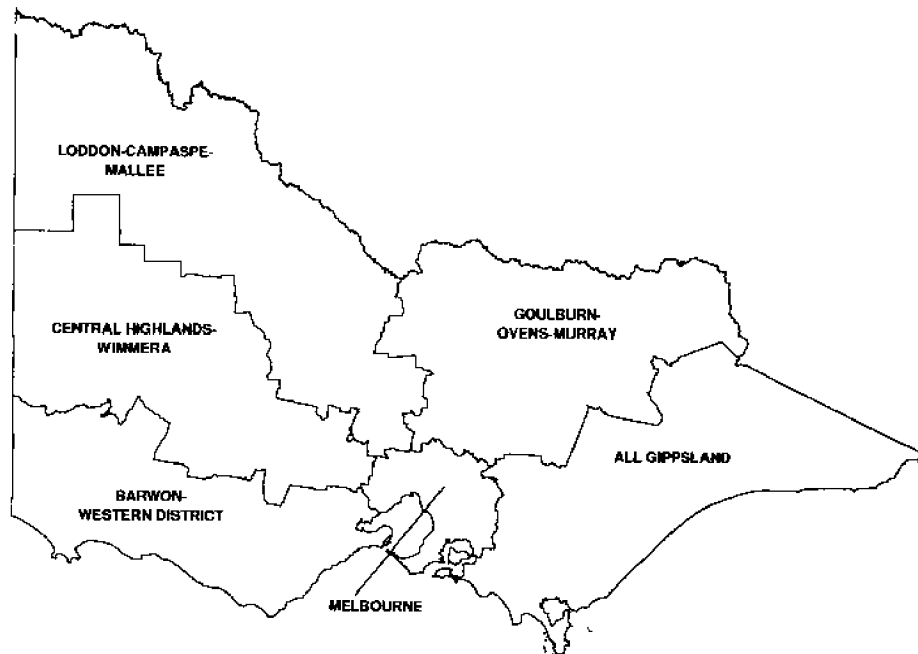 LODDON-CAMPASPE-
MALLEE
CENTRAL HIGHLANDS-
WIMMERA
GOULBURN-
OVENS-MURRAY
ALL GIPPSLAND
BARWON-
WESTERN DISTRICT
MELBOURNE